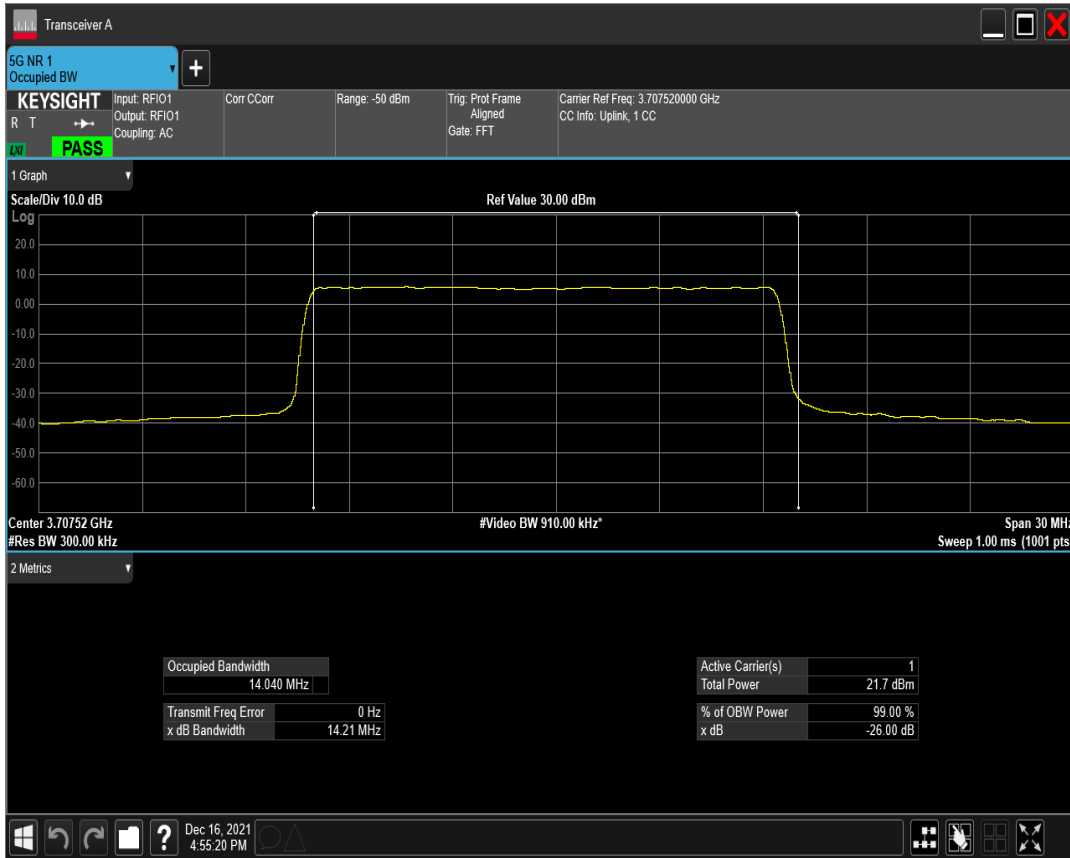 Transceiver A
5G NR 1
Occupied BW
KEYSIGHT
R T
LXI
PASS
Input: RFIO1
Output: RFIO1
Coupling: AC
Corr CCorr
Range: -50 dBm
Trig: Prot Frame
Aligned
Gate: FFT
Carrier Ref Freq: 3.707520000 GHz
CC Info: Uplink, 1 CC
1 Graph
Scale/Div 10.0 dB
Ref Value 30.00 dBm
Log
20.0
10.0
0.00
-10.0
-20.0
-30.0
-40.0
-50.0
-60.0
Center 3.70752 GHz
#Video BW 910.00 kHz*
Span 30 MHz
#Res BW 300.00 kHz
Sweep 1.00 ms (1001 pts
2 Metrics
Occupied Bandwidth
14.040 MHz
Transmit Freq Error 0 Hz
x dB Bandwidth 14.21 MHz
Active Carrier(s) 1
Total Power 21.7 dBm
% of OBW Power 99.00 %
x dB -26.00 dB
?
Dec 16, 2021
4:55:20 PM